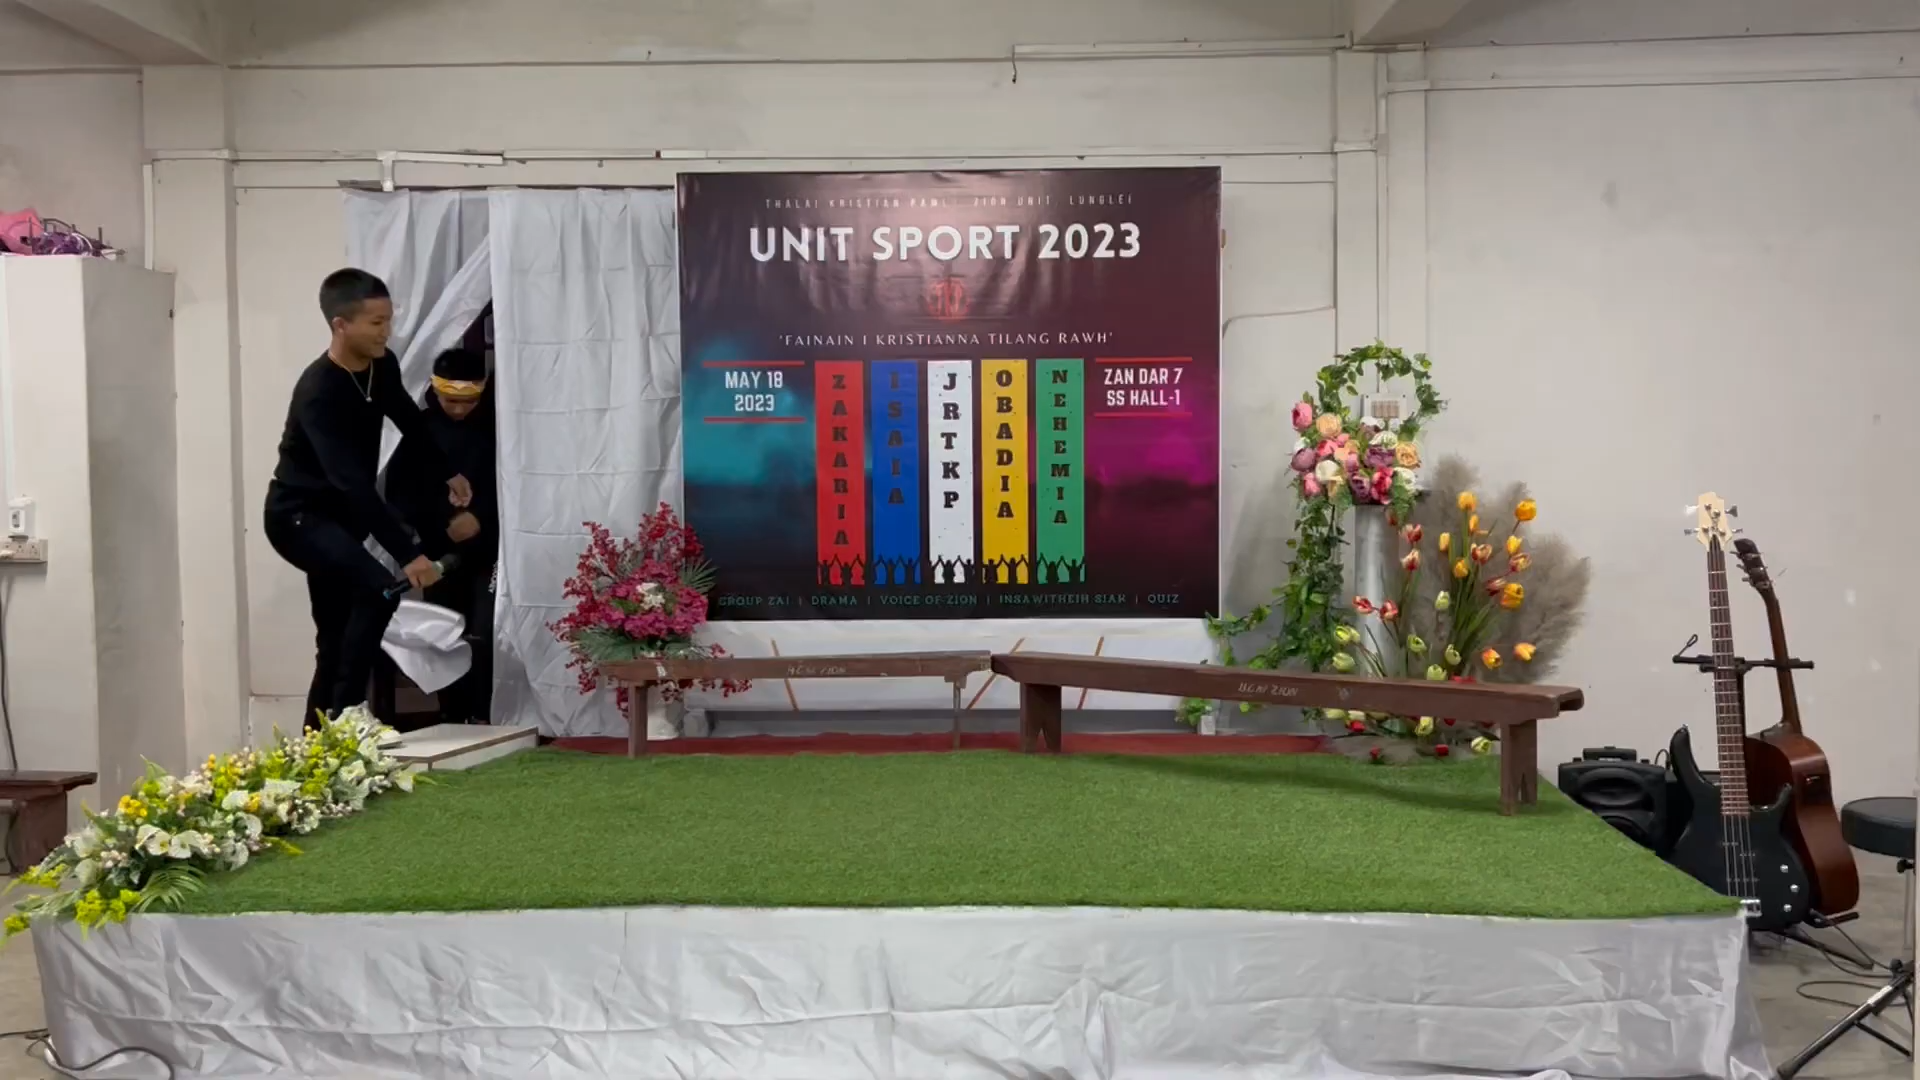 THALAI KRISTIAN PAWL, ZION UNIT, LUNGLEI
UNIT SPORT 2023
'FAINAIN I KRISTIANNA TILANG RAWH'
MAY 18
2023
ZAKARIA
ISAIA
JRTKP
OBADIA
NEHEMIA
ZAN DAR 7
SS HALL-1
GROUP ZAI | DRAMA | VOICE OF ZION | INSAWITHEIH SIAK | QUIZ